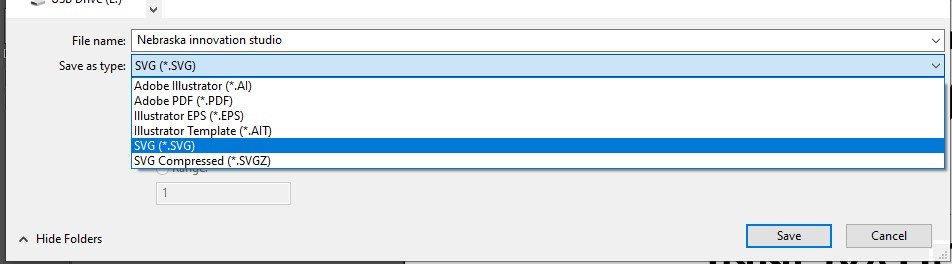 USB Drive (E:)
File name: Nebraska innovation studio
Save as type: SVG (*.SVG)
Adobe Illustrator (*.AI)
Adobe PDF (*.PDF)
Illustrator EPS (*.EPS)
Illustrator Template (*.AIT)
SVG (*.SVG)
SVG Compressed (*.SVGZ)
Range:
1
Hide Folders
Save
Cancel